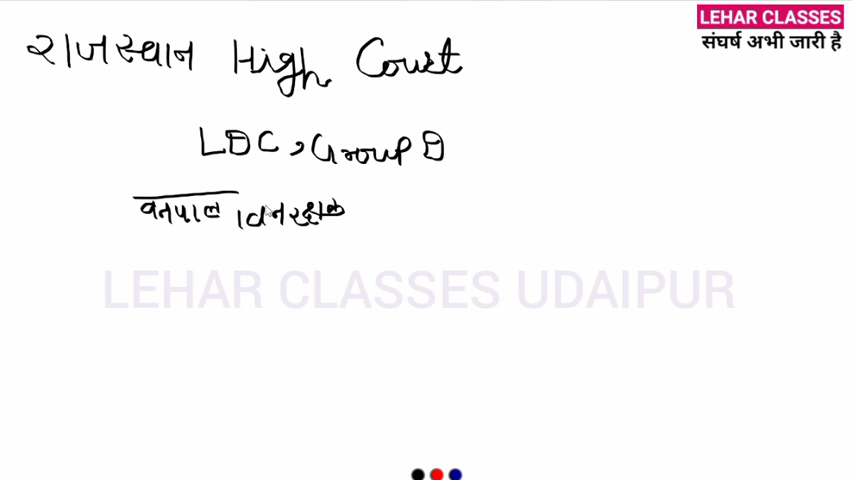 LEHAR CLASSES
संघर्ष अभी जारी है
राजस्थान High Court
LDC, Group D
वनपाल । वनरक्षक
LEHAR CLASSES UDAIPUR